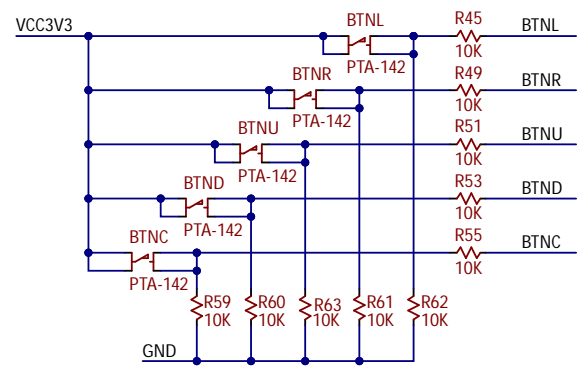 VCC3V3
BTNL
PTA-142
R45
10K
BTNL
BTNR
PTA-142
R49
10K
BTNR
BTNU
PTA-142
R51
10K
BTNU
BTND
PTA-142
R53
10K
BTND
BTNC
PTA-142
R55
10K
BTNC
R59
10K
R60
10K
R63
10K
R61
10K
R62
10K
GND